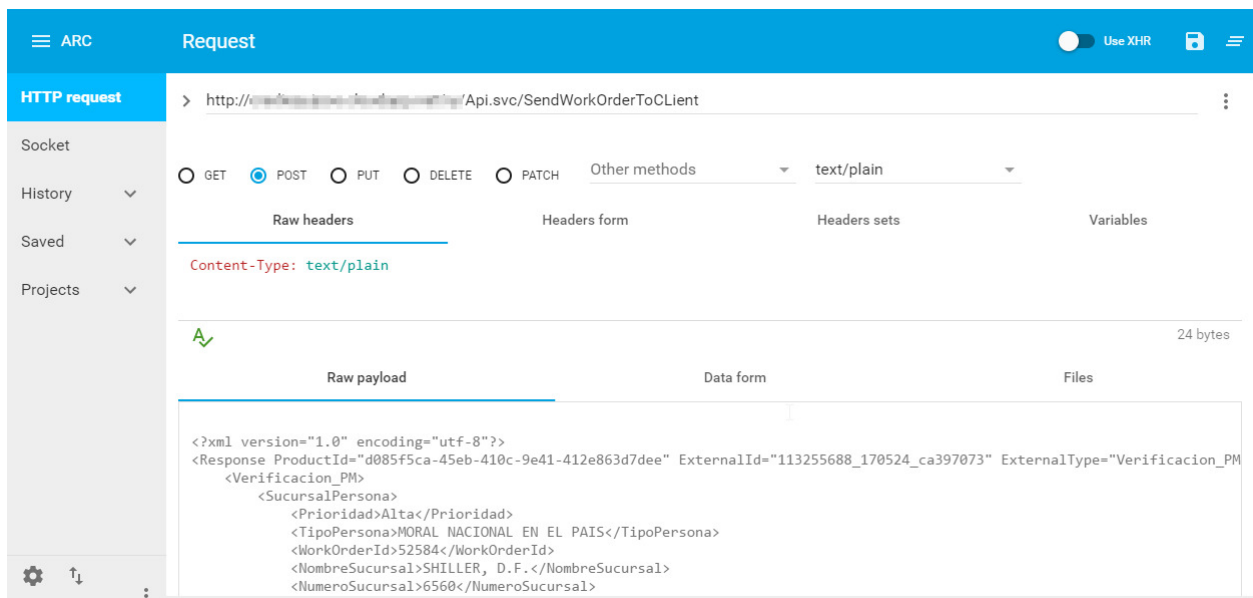 ARC
Request
Use XHR
HTTP request
http:// /Api.svc/SendWorkOrderToCLient
Socket
GET POST PUT DELETE PATCH Other methods text/plain
History
Raw headers Headers form Headers sets Variables
Saved
Content-Type: text/plain
Projects
24 bytes
Raw payload Data form Files
<?xml version="1.0" encoding="utf-8"?>
<Response ProductId="d085f5ca-45eb-410c-9e41-412e863d7dee" ExternalId="113255688_170524_ca397073" ExternalType="Verificacion_PM
<Verificacion_PM>
<SucursalPersona>
<Prioridad>Alta</Prioridad>
<TipoPersona>MORAL NACIONAL EN EL PAIS</TipoPersona>
<WorkOrderId>52584</WorkOrderId>
<NombreSucursal>SHILLER, D.F.</NombreSucursal>
<NumeroSucursal>6560</NumeroSucursal>